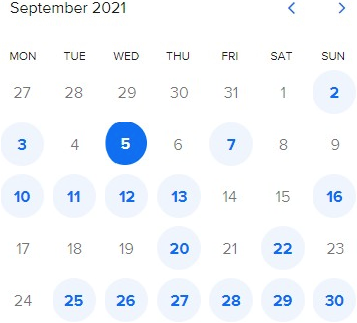 September 2021
MON TUE WED THU FRI SAT SUN
27 28 29 30 31 1 2
3 4 5 6 7 8 9
10 11 12 13 14 15 16
17 18 19 20 21 22 23
24 25 26 27 28 29 30